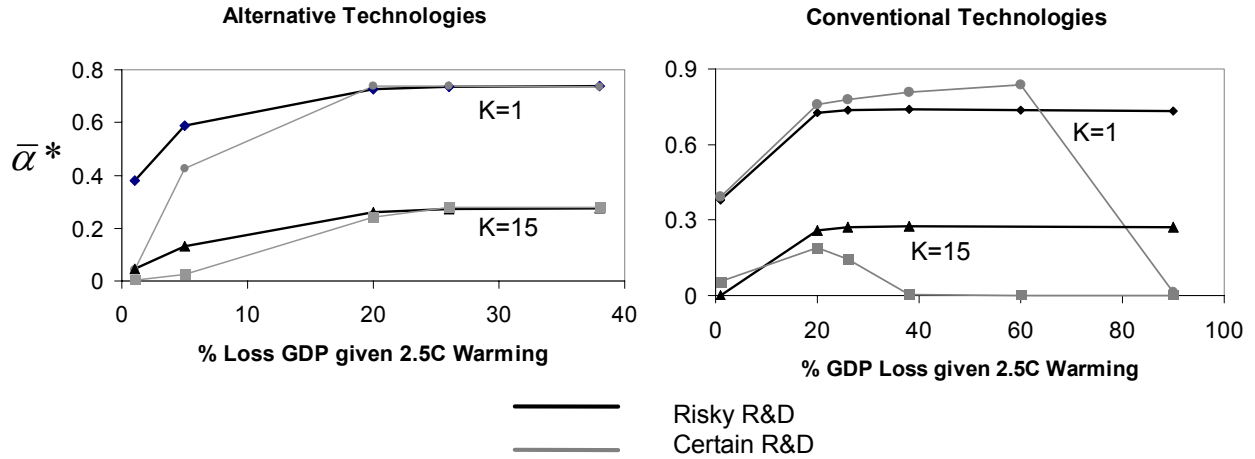 Alternative Technologies
Conventional Technologies
ᾱ*
0.8
0.6
0.4
0.2
0
K=1
K=15
0 10 20 30 40
% Loss GDP given 2.5C Warming
0.9
0.6
0.3
0
K=1
K=15
0 20 40 60 80 100
% GDP Loss given 2.5C Warming
Risky R&D
Certain R&D